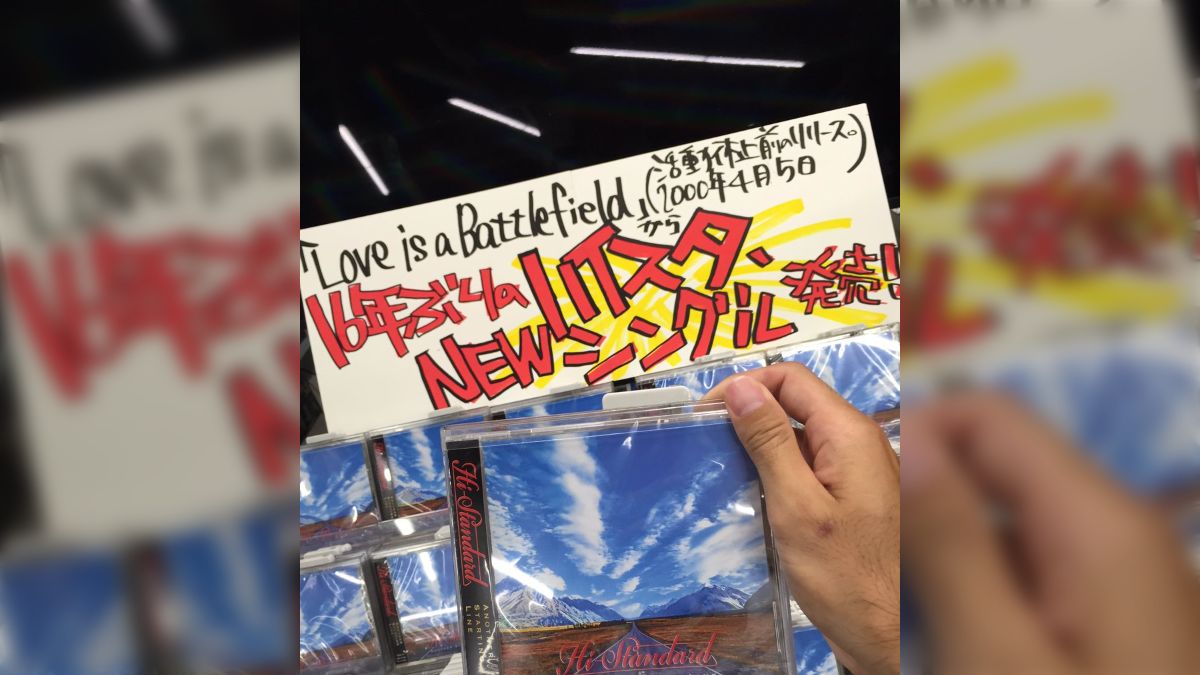 「Love is a Battlefield」(活動休止前のリリース。
2000年4月5日)
から
16年ぶりのハイスタ、
NEWシングル発売!!
Hi-Standard
ANOTHER STARTING LINE
Hi-Standard
Hi-Standard